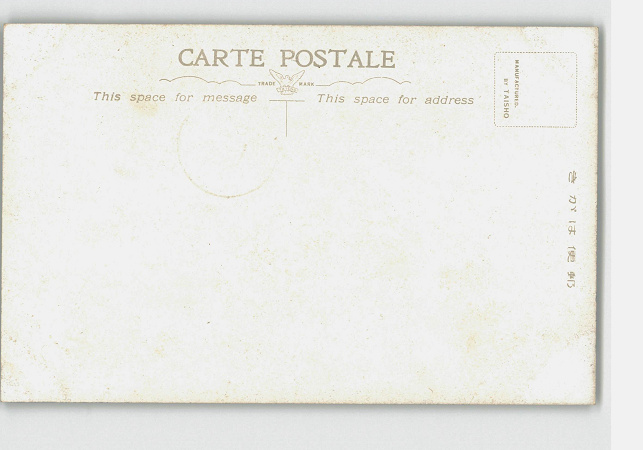 CARTE POSTALE
TRADE MARK
This space for message
This space for address
MANUFACTURED.
BY TAISHO
きがは便郵